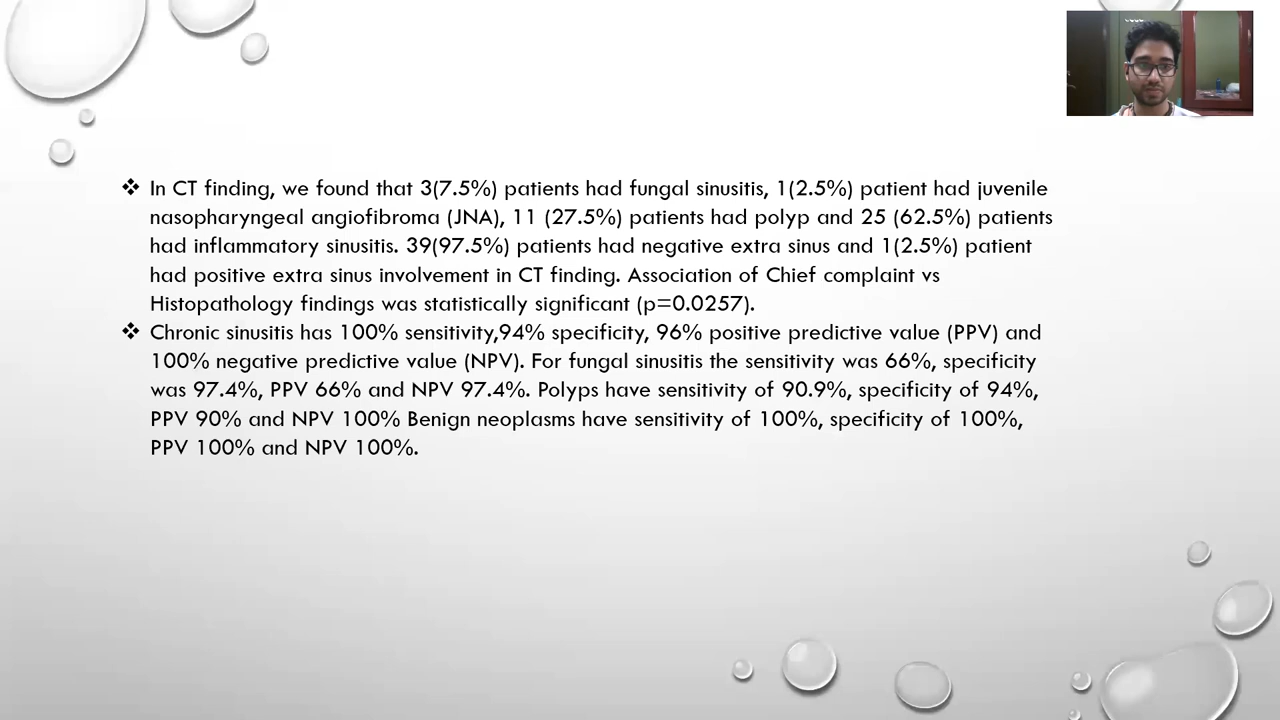 In CT finding, we found that 3(7.5%) patients had fungal sinusitis, 1(2.5%) patient had juvenile
nasopharyngeal angiofibroma (JNA), 11 (27.5%) patients had polyp and 25 (62.5%) patients
had inflammatory sinusitis. 39(97.5%) patients had negative extra sinus and 1(2.5%) patient
had positive extra sinus involvement in CT finding. Association of Chief complaint vs
Histopathology findings was statistically significant (p=0.0257).
Chronic sinusitis has 100% sensitivity,94% specificity, 96% positive predictive value (PPV) and
100% negative predictive value (NPV). For fungal sinusitis the sensitivity was 66%, specificity
was 97.4%, PPV 66% and NPV 97.4%. Polyps have sensitivity of 90.9%, specificity of 94%,
PPV 90% and NPV 100% Benign neoplasms have sensitivity of 100%, specificity of 100%,
PPV 100% and NPV 100%.